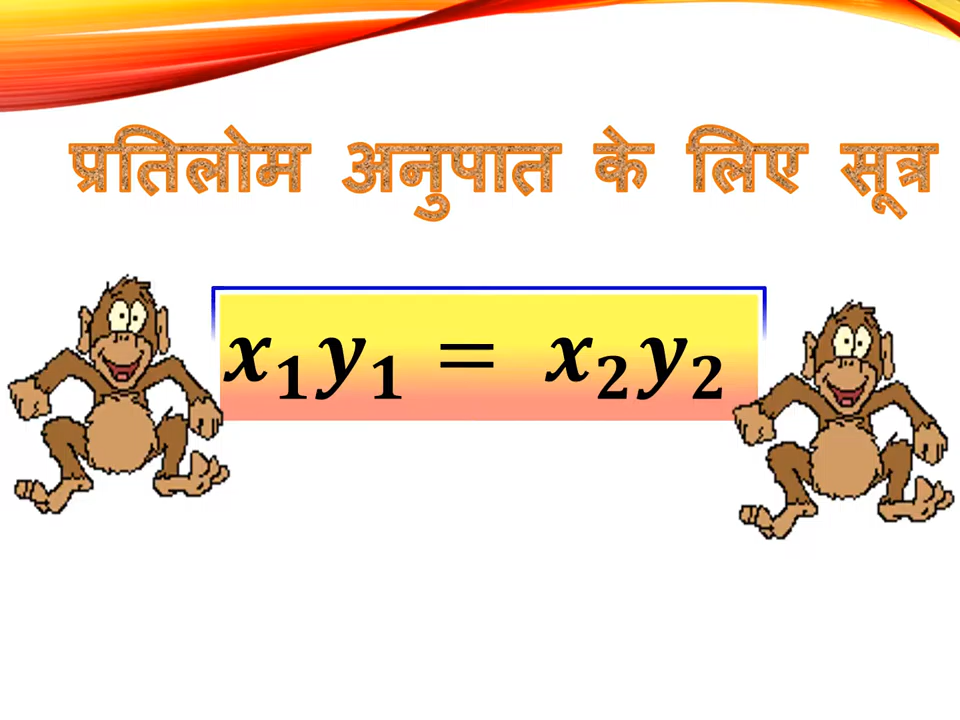 प्रतिलोम अनुपात के लिए सूत्र
x₁y₁ = x₂y₂